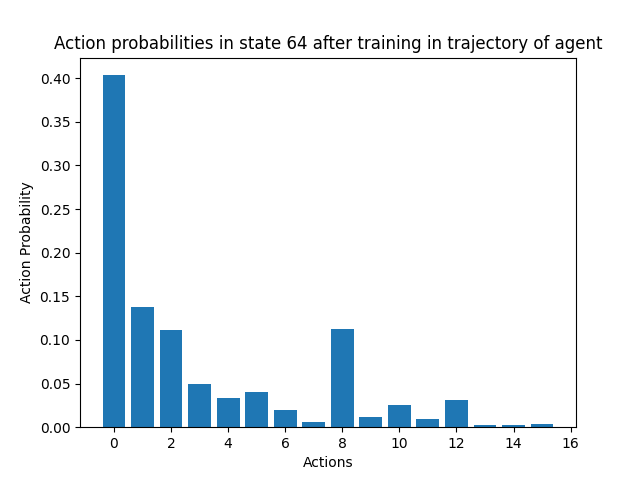 Action probabilities in state 64 after training in trajectory of agent
0.40
0.35
0.30
0.25
0.20
0.15
0.10
0.05
0.00
Action Probability
0 2 4 6 8 10 12 14 16
Actions